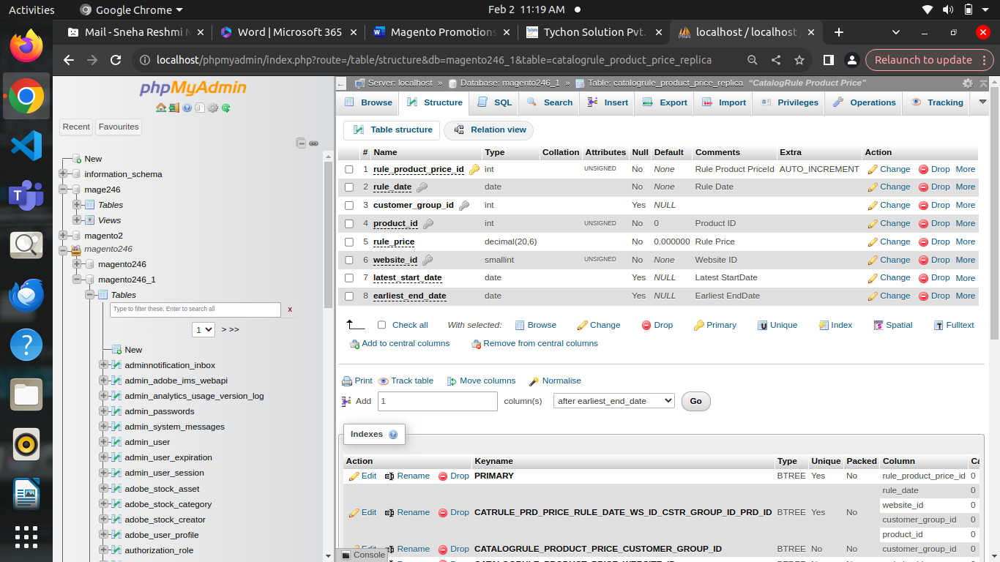 Activities Google Chrome Feb 2 11:19 AM
Mail - Sneha Reshmi M Word | Microsoft 365 Magento Promotions Tychon Solution Pvt. localhost / localhost /
localhost/phpmyadmin/index.php?route=/table/structure&db=magento246_1&table=catalogrule_product_price_replica Relaunch to update
phpMyAdmin
Recent Favourites
New
information_schema
mage246
Tables
Views
magento2
magento246
magento246
magento246_1
Tables
Type to filter these, Enter to search all x
1 > >>
New
adminnotification_inbox
admin_adobe_ims_webapi
admin_analytics_usage_version_log
admin_passwords
admin_system_messages
admin_user
admin_user_expiration
admin_user_session
adobe_stock_asset
adobe_stock_category
adobe_stock_creator
adobe_user_profile
authorization_role
Server: localhost » Database: magento246_1 » Table: catalogrule_product_price_replica "CatalogRule Product Price"
Browse Structure SQL Search Insert Export Import Privileges Operations Tracking
Table structure Relation view
# Name Type Collation Attributes Null Default Comments Extra Action
1 rule_product_price_id int UNSIGNED No None Rule Product PriceId AUTO_INCREMENT Change Drop More
2 rule_date date No None Rule Date Change Drop More
3 customer_group_id int Yes NULL Change Drop More
4 product_id int UNSIGNED No 0 Product ID Change Drop More
5 rule_price decimal(20,6) No 0.000000 Rule Price Change Drop More
6 website_id smallint UNSIGNED No None Website ID Change Drop More
7 latest_start_date date Yes NULL Latest StartDate Change Drop More
8 earliest_end_date date Yes NULL Earliest EndDate Change Drop More
Check all With selected: Browse Change Drop Primary Unique Index Spatial Fulltext
Add to central columns Remove from central columns
Print Track table Move columns Normalise
Add 1 column(s) after earliest_end_date Go
Indexes
Action Keyname Type Unique Packed Column Ca
Edit Rename Drop PRIMARY BTREE Yes No rule_product_price_id 0
rule_date 0
website_id 0
Edit Rename Drop CATRULE_PRD_PRICE_RULE_DATE_WS_ID_CSTR_GROUP_ID_PRD_ID BTREE Yes No
customer_group_id 0
product_id 0
Edit Rename Drop CATALOGRULE_PRODUCT_PRICE_CUSTOMER_GROUP_ID BTREE No No customer_group_id 0
Console